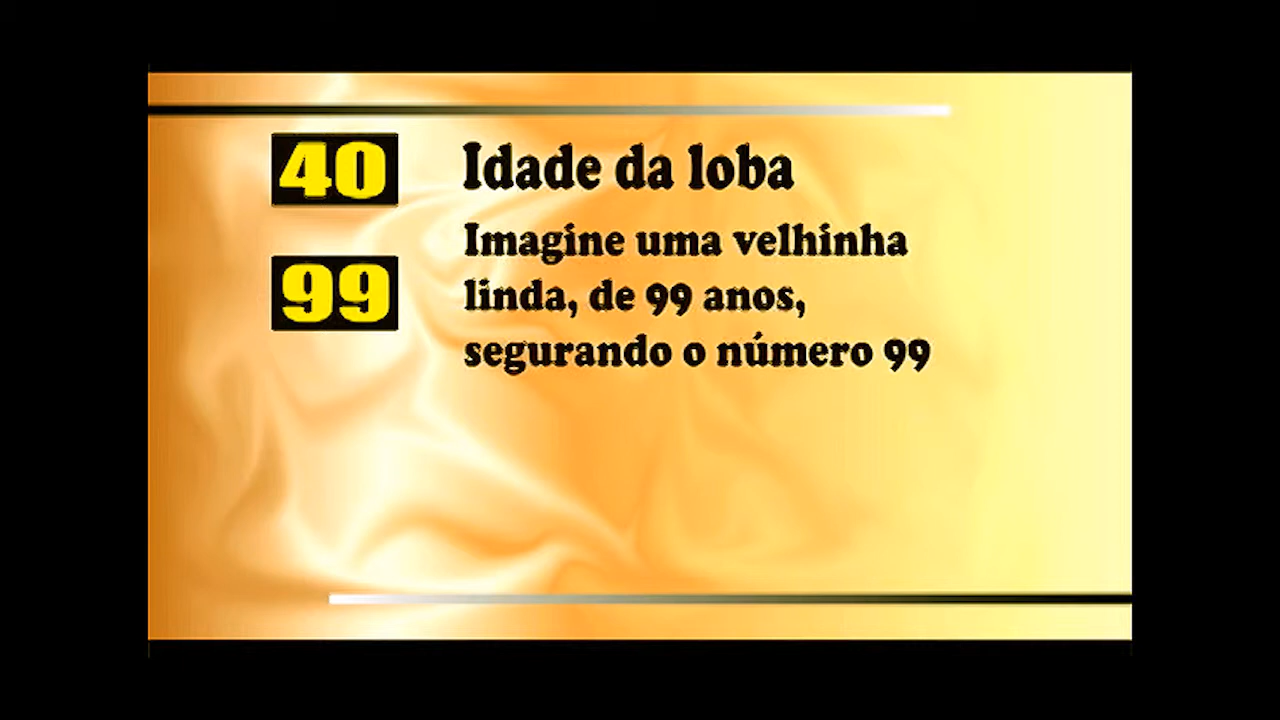 40 Idade da loba
99 Imagine uma velhinha
linda, de 99 anos,
segurando o número 99